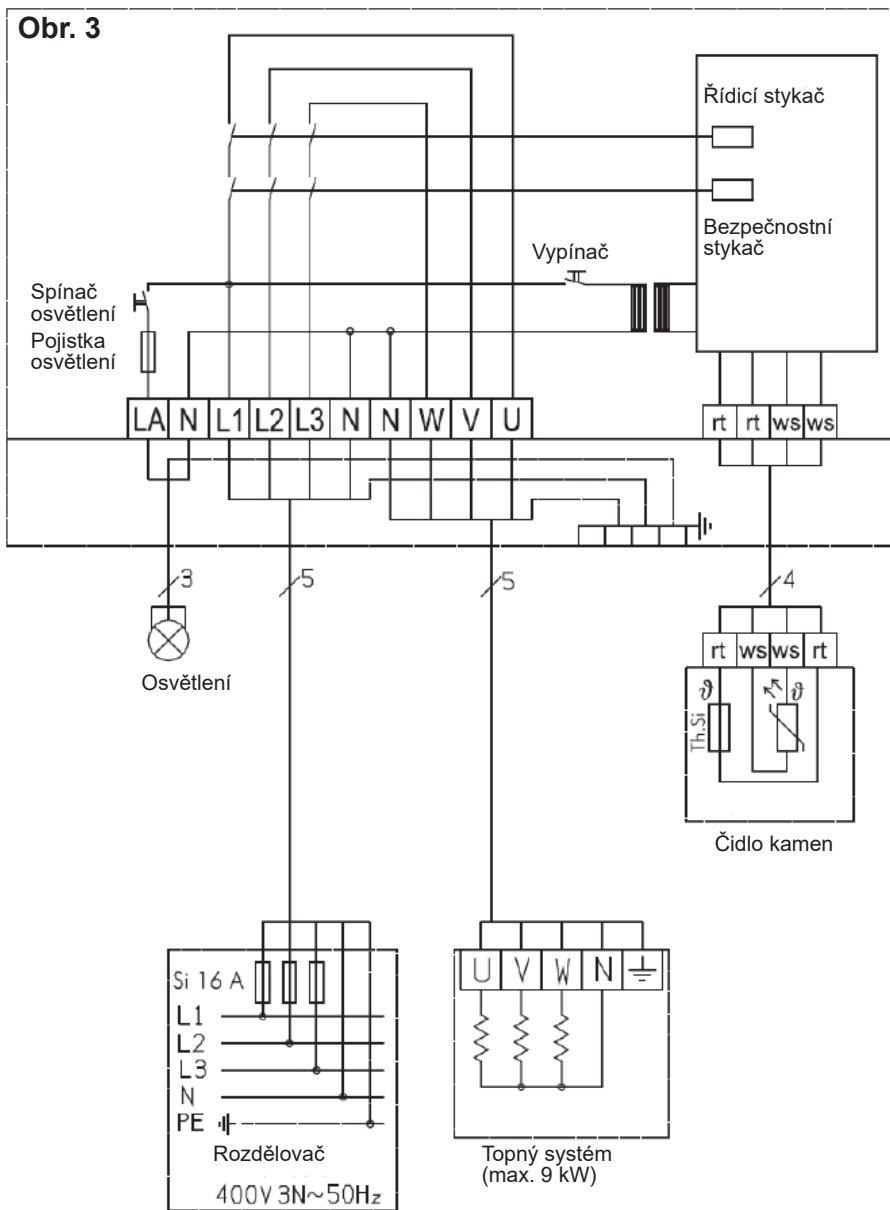 Obr. 3
Řídicí stykač
Bezpečnostní
stykač
Vypínač
Spínač
osvětlení
Pojistka
osvětlení
LA N L1 L2 L3 N N W V U
rt rt ws ws
3
5
5
4
Osvětlení
rt ws ws rt
ϑ
ϑ
Th.Si
Čidlo kamen
Si 16 A
L1
L2
L3
N
PE
Rozdělovač
400V 3N~50Hz
U V W N
Topný systém
(max. 9 kW)